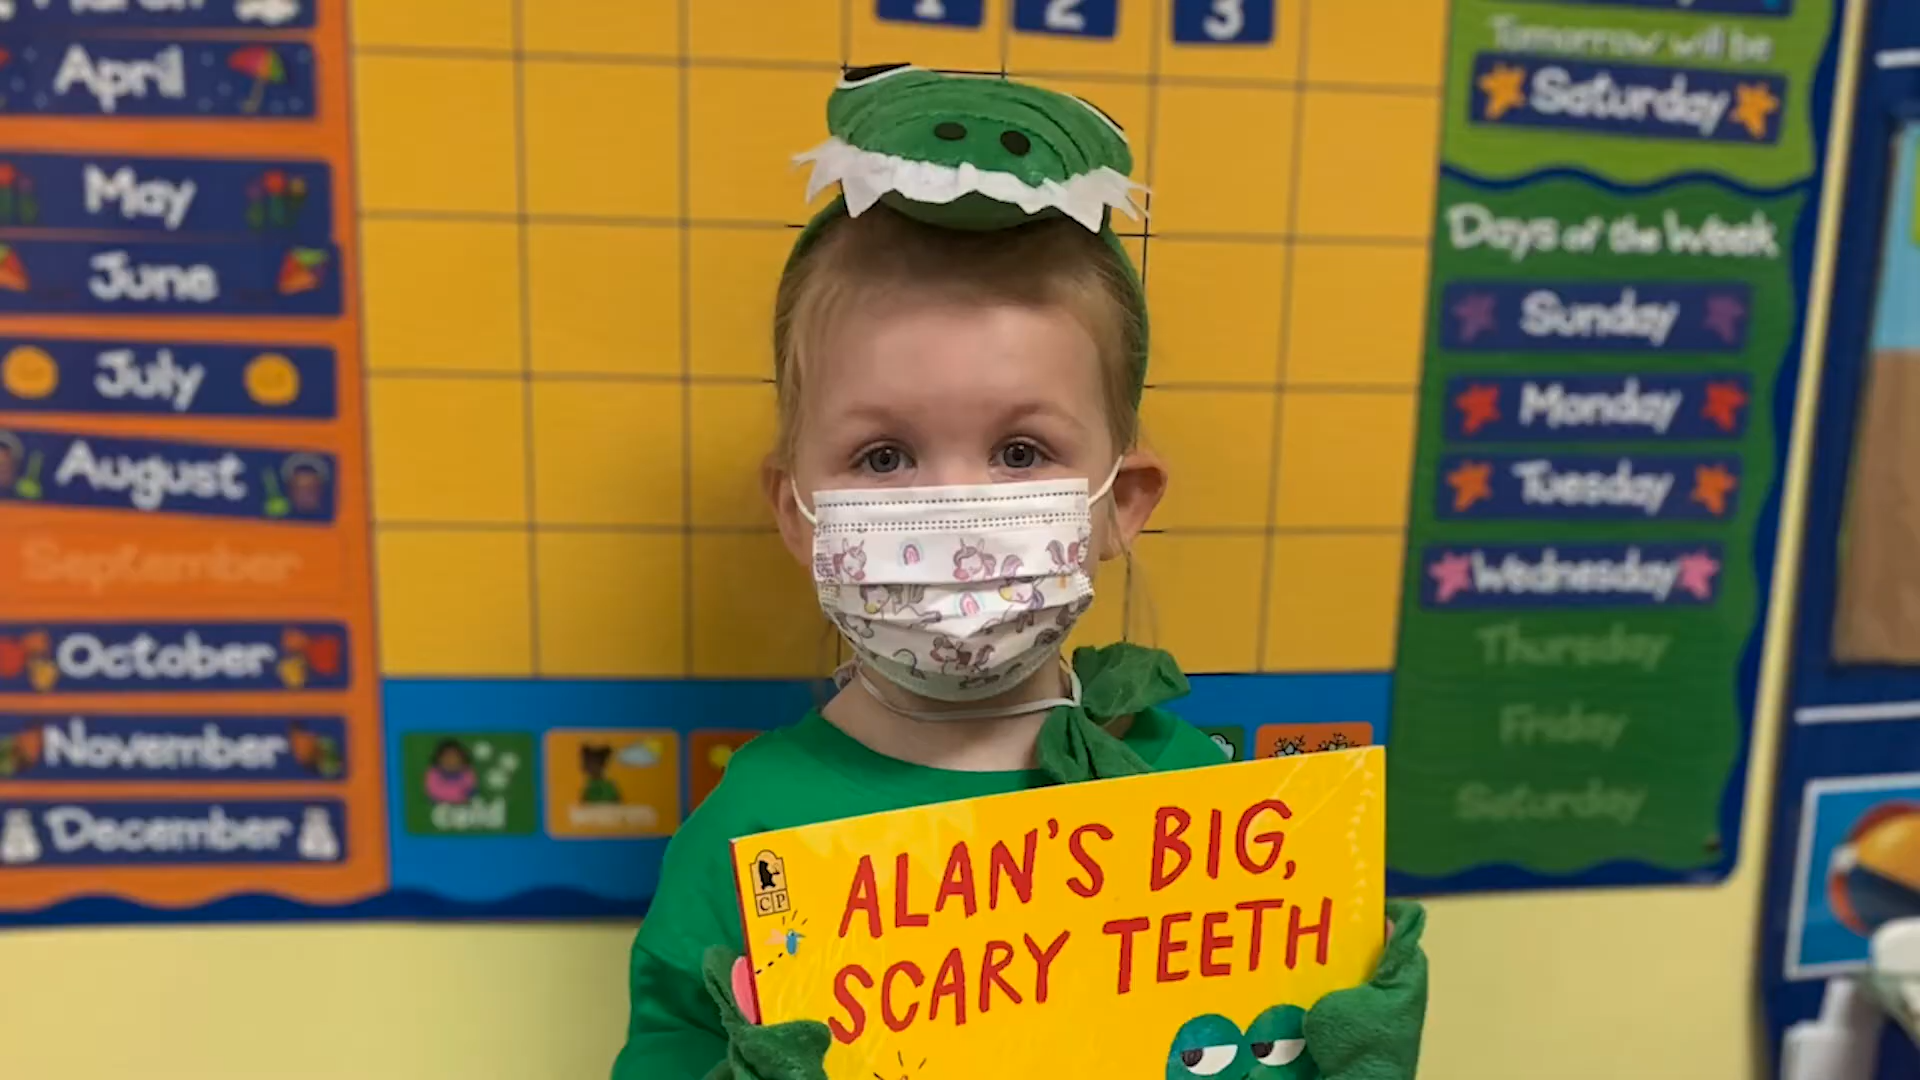 March
April
May
June
July
August
September
October
November
December
1 2 3
cold
warm
Tomorrow will be
Saturday
Days of the Week
Sunday
Monday
Tuesday
Wednesday
Thursday
Friday
Saturday
CP
ALAN'S BIG,
SCARY TEETH